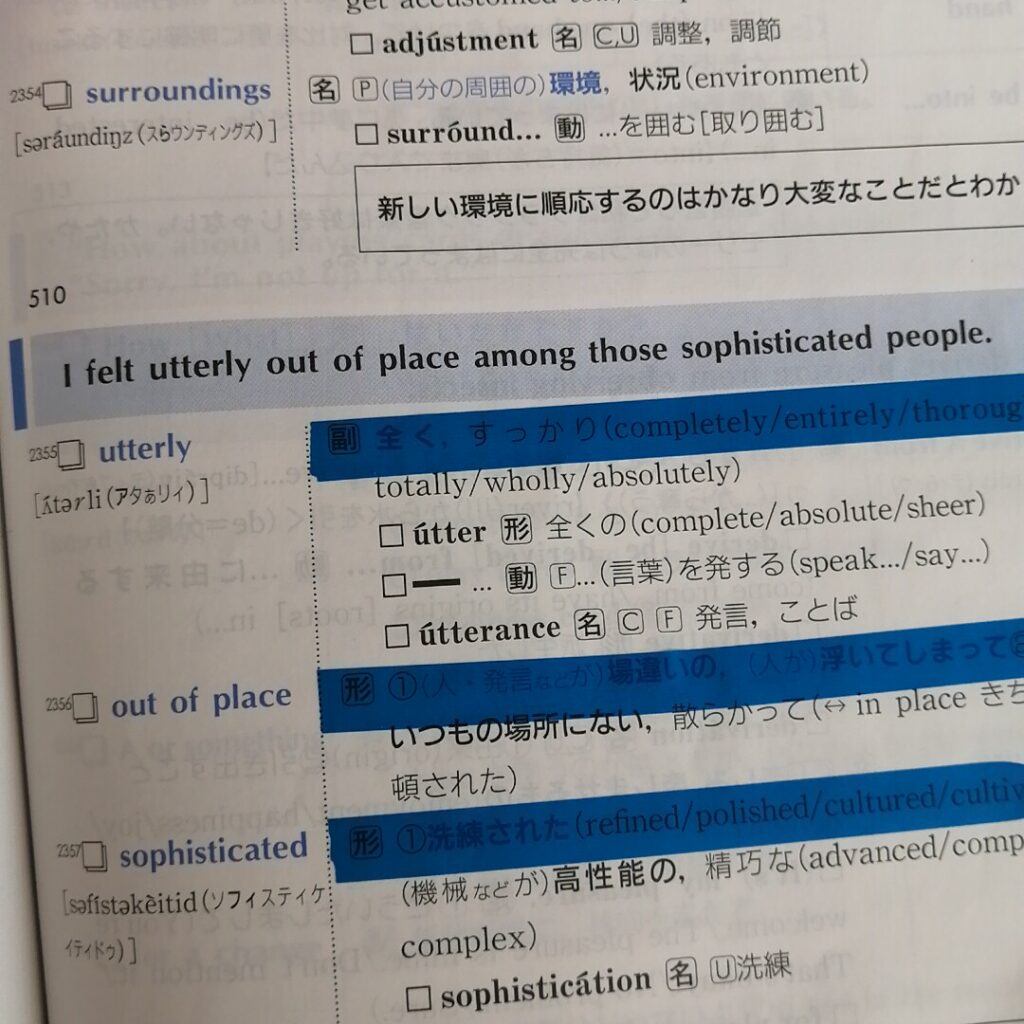 □ adjústment 名 C,U 調整，調節
2354 surroundings 名 P (自分の周囲の)環境，状況(environment)
[səráundiŋz(スらウンディングズ)]
□ surróund... 動 ...を囲む[取り囲む]
新しい環境に順応するのはかなり大変なことだとわか
510
I felt utterly out of place among those sophisticated people.
2355 utterly 副 全く，すっかり(completely/entirely/thoroug
[ʌ́tərli(アタぁリィ)] totally/wholly/absolutely)
□ útter 形 全くの(complete/absolute/sheer)
□ ━ ... 動 F...(言葉)を発する(speak.../say...)
□ útterance 名 C F 発言，ことば
2356 out of place 形 ①(人・発言などが)場違いの，(人が)浮いてしまって②
いつもの場所にない，散らかって(↔ in place きち
頓された)
2357 sophisticated 形 ①洗練された(refined/polished/cultured/cultiv
[səfístəkèitid(ソフィスティケ (機械などが)高性能の，精巧な(advanced/comp
イティドゥ)] complex)
□ sophisticátion 名 U洗練